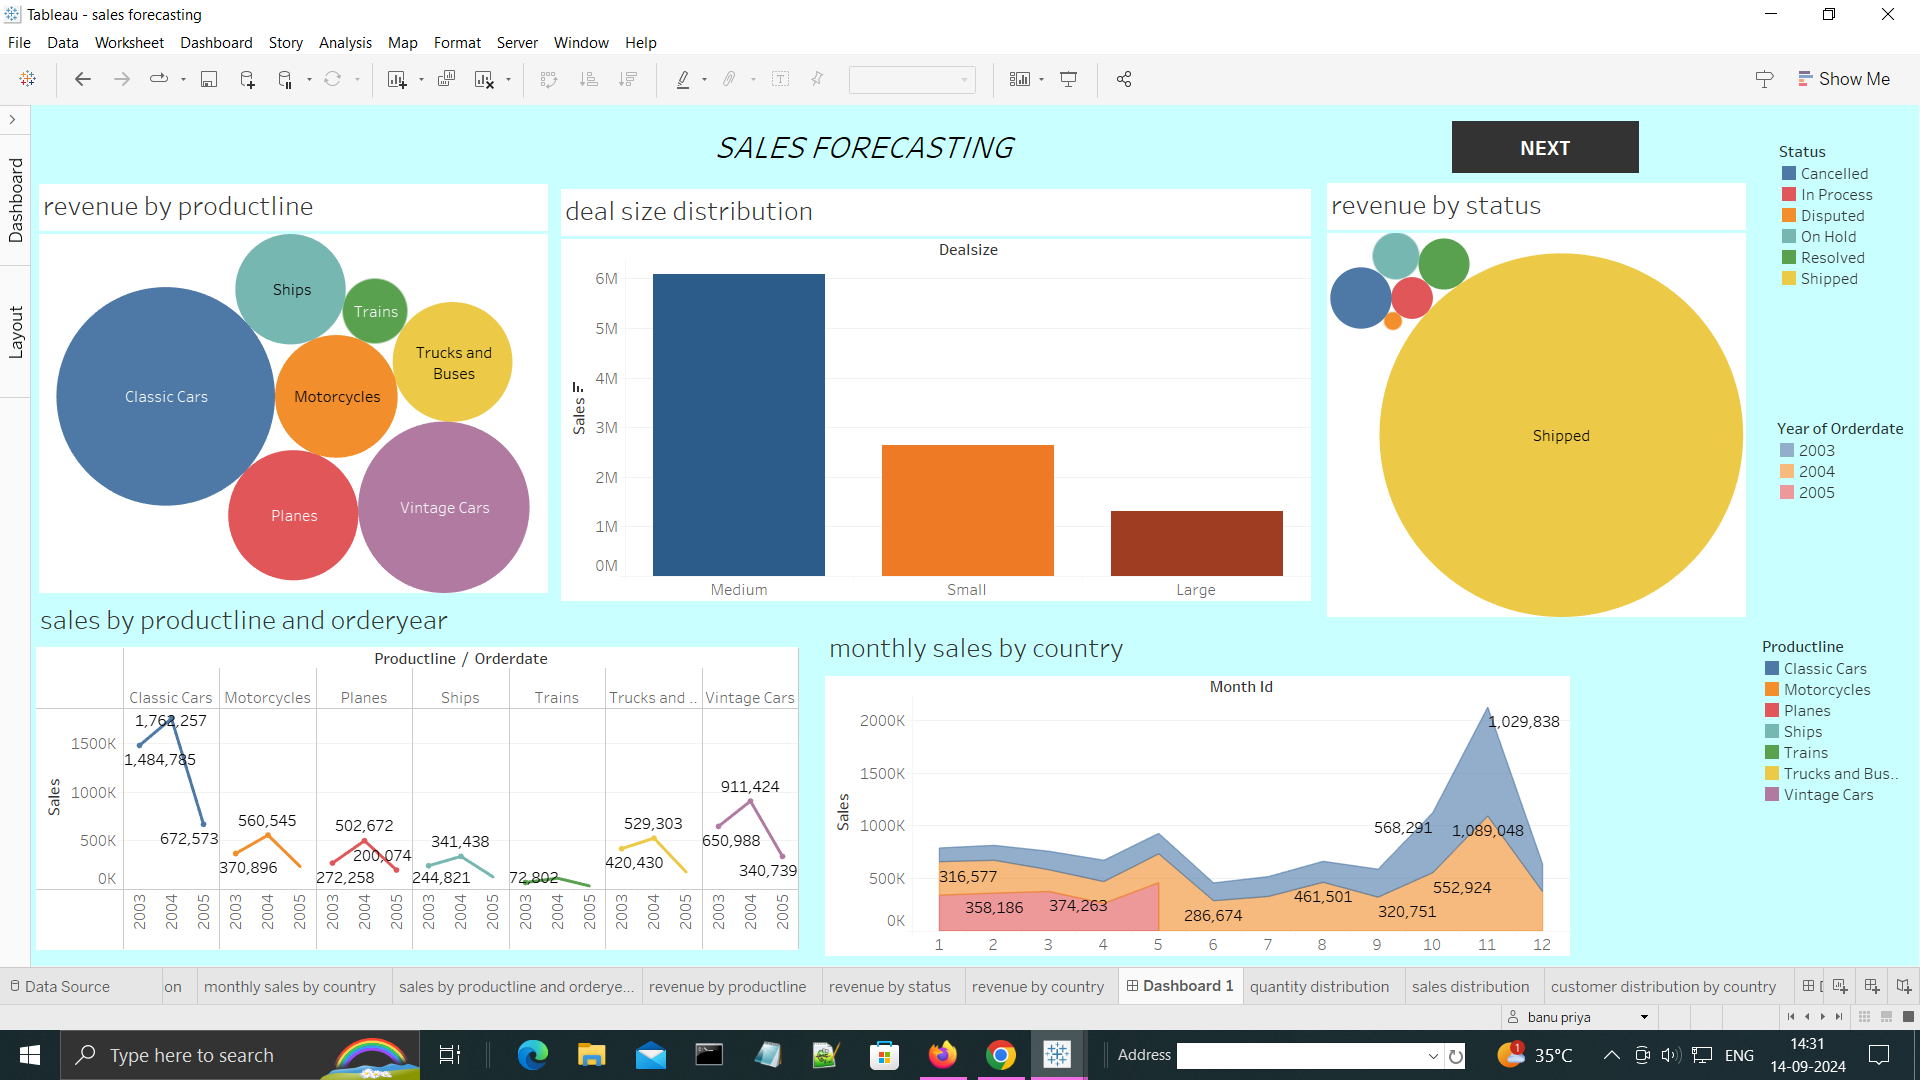 Tableau - sales forecasting
File Data Worksheet Dashboard Story Analysis Map Format Server Window Help
Show Me
Dashboard
Layout
SALES FORECASTING
NEXT
revenue by productline
Classic Cars
Ships
Trains
Trucks and
Buses
Motorcycles
Planes
Vintage Cars
deal size distribution
Dealsize
Sales
6M
5M
4M
3M
2M
1M
0M
Medium Small Large
revenue by status
Shipped
Status
Cancelled
In Process
Disputed
On Hold
Resolved
Shipped
Year of Orderdate
2003
2004
2005
sales by productline and orderyear
Productline / Orderdate
Classic Cars Motorcycles Planes Ships Trains Trucks and .. Vintage Cars
Sales
1500K
1000K
500K
0K
1,762,257
1,484,785
672,573
560,545
370,896
502,672
200,074
272,258
341,438
244,821
72,802
529,303
420,430
911,424
650,988
340,739
2003 2004 2005 2003 2004 2005 2003 2004 2005 2003 2004 2005 2003 2004 2005 2003 2004 2005 2003 2004 2005
monthly sales by country
Month Id
Sales
2000K
1500K
1000K
500K
0K
1,029,838
568,291
1,089,048
316,577
358,186
374,263
286,674
461,501
320,751
552,924
1 2 3 4 5 6 7 8 9 10 11 12
Productline
Classic Cars
Motorcycles
Planes
Ships
Trains
Trucks and Bus..
Vintage Cars
Data Source on monthly sales by country sales by productline and orderye... revenue by productline revenue by status revenue by country Dashboard 1 quantity distribution sales distribution customer distribution by country
banu priya
Type here to search
Address
1
35°C
ENG
14:31
14-09-2024